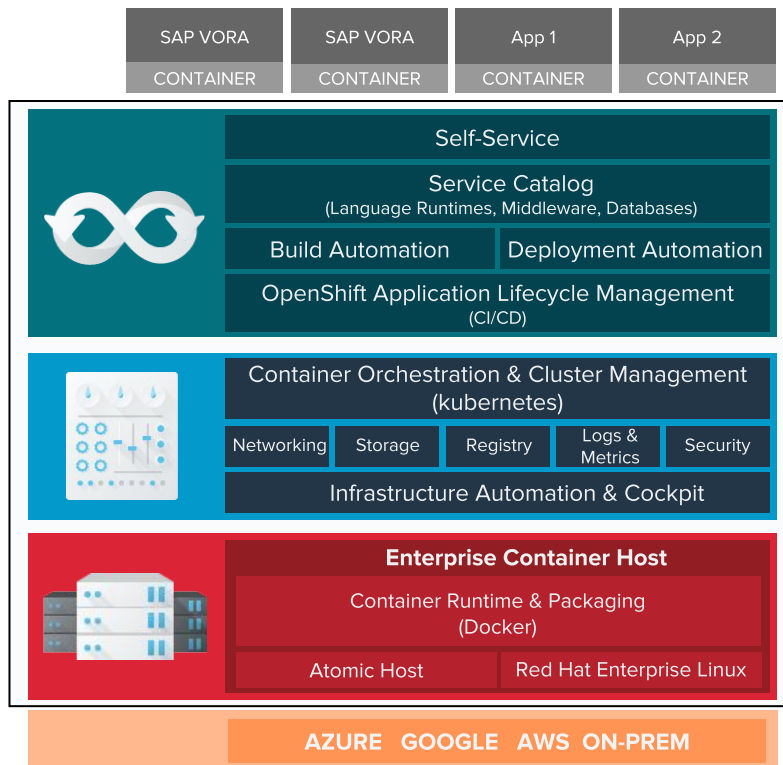 SAP VORA SAP VORA App 1 App 2
CONTAINER CONTAINER CONTAINER CONTAINER
Self-Service
Service Catalog
(Language Runtimes, Middleware, Databases)
Build Automation Deployment Automation
OpenShift Application Lifecycle Management
(CI/CD)
Container Orchestration & Cluster Management
(kubernetes)
Networking Storage Registry Logs & Metrics Security
Infrastructure Automation & Cockpit
Enterprise Container Host
Container Runtime & Packaging
(Docker)
Atomic Host Red Hat Enterprise Linux
AZURE GOOGLE AWS ON-PREM